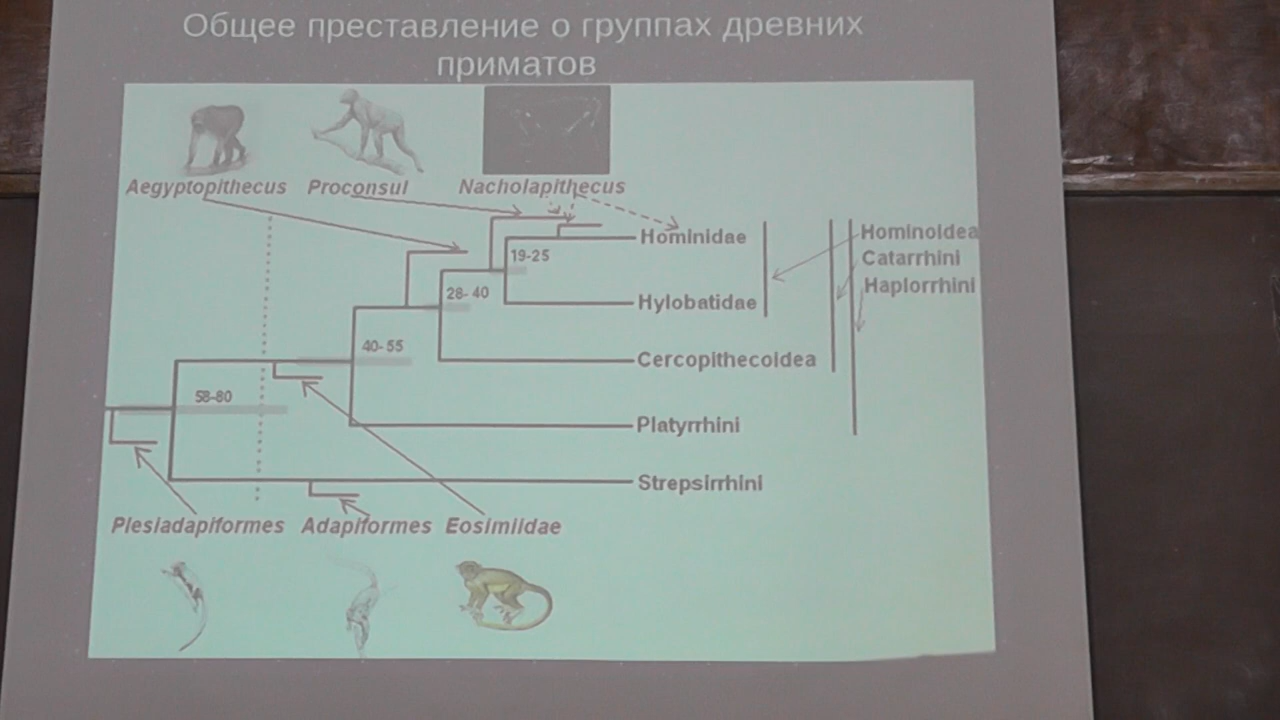 Общее преставление о группах древних
приматов
Aegyptopithecus Proconsul Nacholapithecus
Hominidae
Hominoidea
19-25
Catarrhini
Haplorrhini
28-40
Hylobatidae
40-55
Cercopithecoidea
58-80
Platyrrhini
Strepsirrhini
Plesiadapiformes Adapiformes Eosimiidae